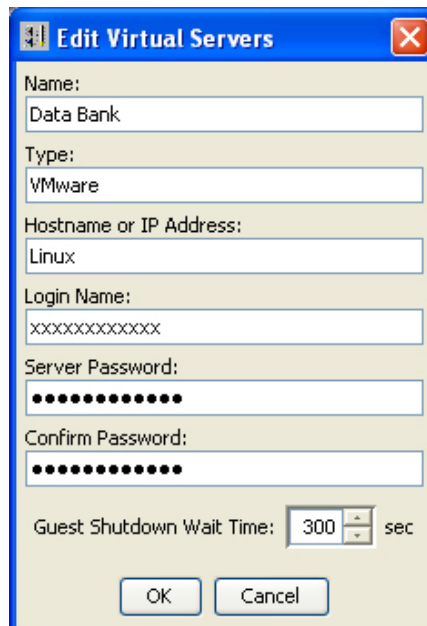 Edit Virtual Servers
Name:
Data Bank
Type:
VMware
Hostname or IP Address:
Linux
Login Name:
xxxxxxxxxxxx
Server Password:
●●●●●●●●●●●●
Confirm Password:
●●●●●●●●●●●●
Guest Shutdown Wait Time: 300 sec
OK Cancel